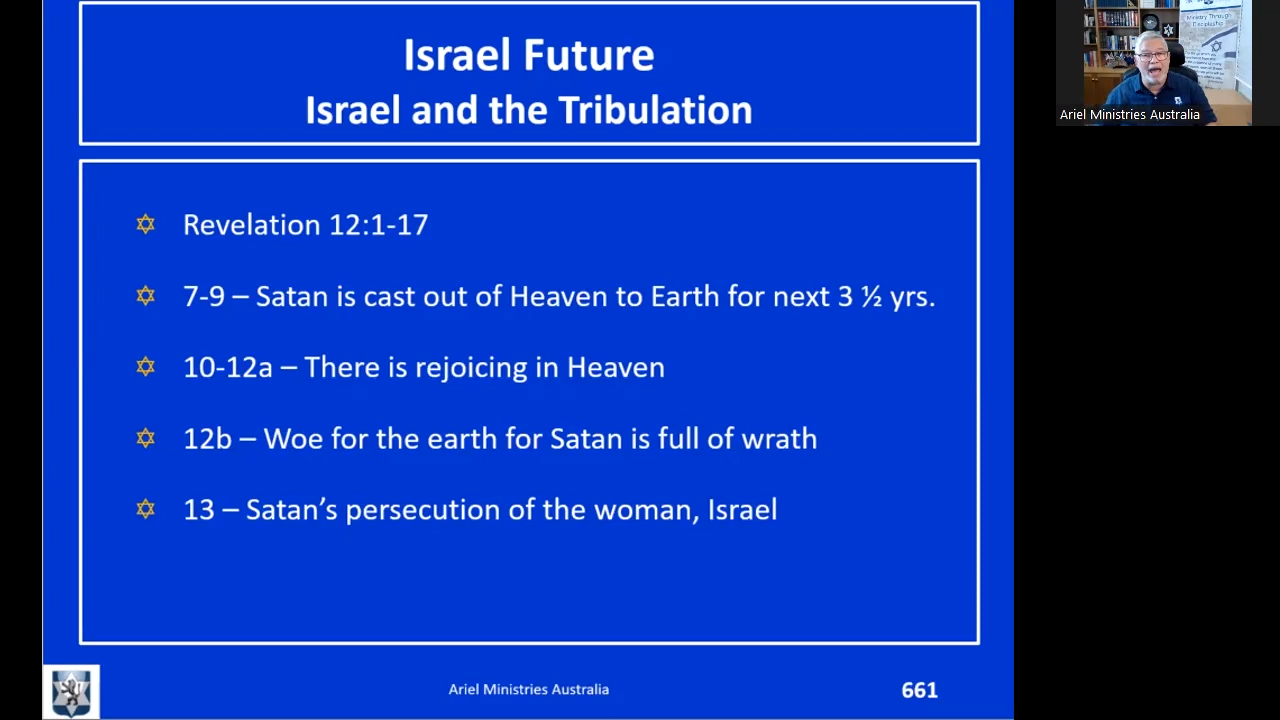 Israel Future
Israel and the Tribulation
Revelation 12:1-17
7-9 – Satan is cast out of Heaven to Earth for next 3 ½ yrs.
10-12a – There is rejoicing in Heaven
12b – Woe for the earth for Satan is full of wrath
13 – Satan’s persecution of the woman, Israel
Ariel Ministries Australia
661
Ministry Through
Discipleship
Ariel Ministries Australia